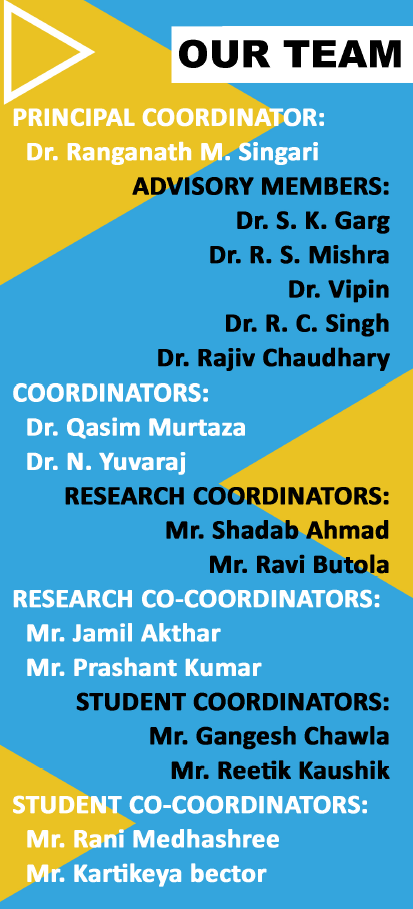 OUR TEAM
PRINCIPAL COORDINATOR:
Dr. Ranganath M. Singari
ADVISORY MEMBERS:
Dr. S. K. Garg
Dr. R. S. Mishra
Dr. Vipin
Dr. R. C. Singh
Dr. Rajiv Chaudhary
COORDINATORS:
Dr. Qasim Murtaza
Dr. N. Yuvaraj
RESEARCH COORDINATORS:
Mr. Shadab Ahmad
Mr. Ravi Butola
RESEARCH CO-COORDINATORS:
Mr. Jamil Akthar
Mr. Prashant Kumar
STUDENT COORDINATORS:
Mr. Gangesh Chawla
Mr. Reetik Kaushik
STUDENT CO-COORDINATORS:
Mr. Rani Medhashree
Mr. Kartikeya bector